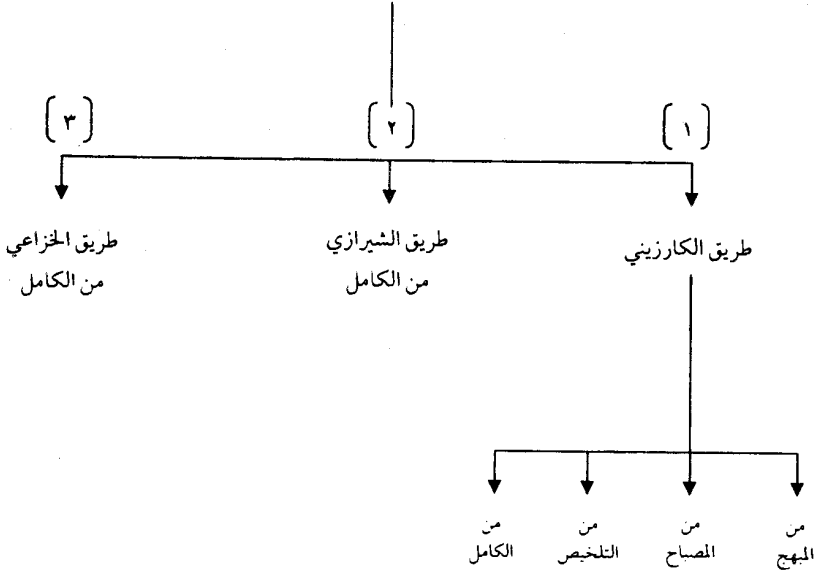 [ ١ ]
[ ٢ ]
[ ٣ ]
طريق الكارزيني
طريق الشيرازي
من الكامل
طريق الخزاعي
من الكامل
من
المبهج
من
المصباح
من
التلخيص
من
الكامل